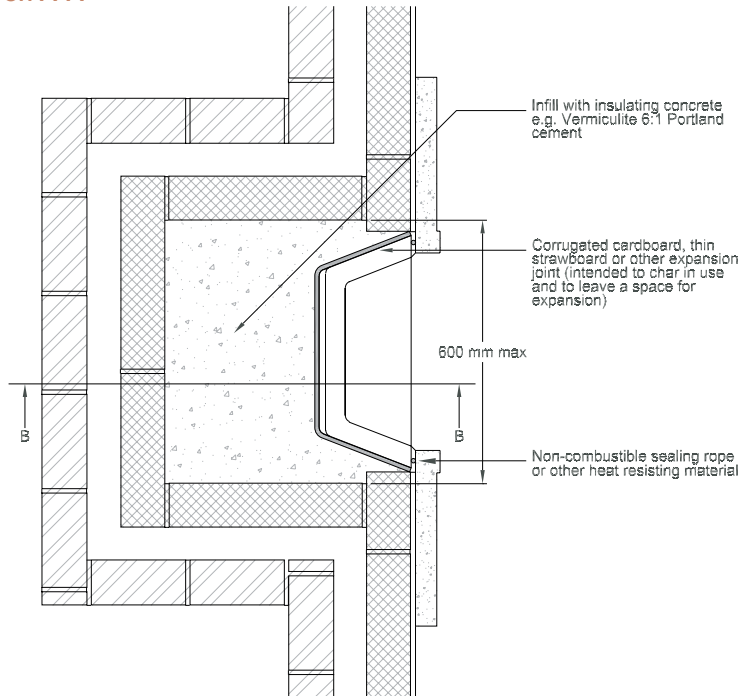 Infill with insulating concrete
e.g. Vermiculite 6:1 Portland
cement
Corrugated cardboard, thin
strawboard or other expansion
joint (intended to char in use
and to leave a space for
expansion)
600 mm max
B
B
Non-combustible sealing rope
or other heat resisting material